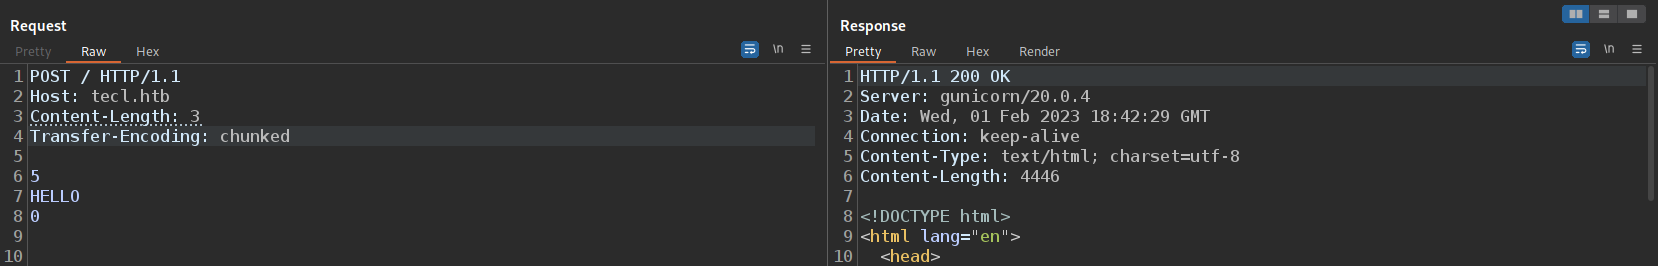 Request
Pretty Raw Hex \n
1 POST / HTTP/1.1
2 Host: tecl.htb
3 Content-Length: 3
4 Transfer-Encoding: chunked
5
6 5
7 HELLO
8 0
9
10
Response
Pretty Raw Hex Render \n
1 HTTP/1.1 200 OK
2 Server: gunicorn/20.0.4
3 Date: Wed, 01 Feb 2023 18:42:29 GMT
4 Connection: keep-alive
5 Content-Type: text/html; charset=utf-8
6 Content-Length: 4446
7
8 <!DOCTYPE html>
9 <html lang="en">
10 <head>